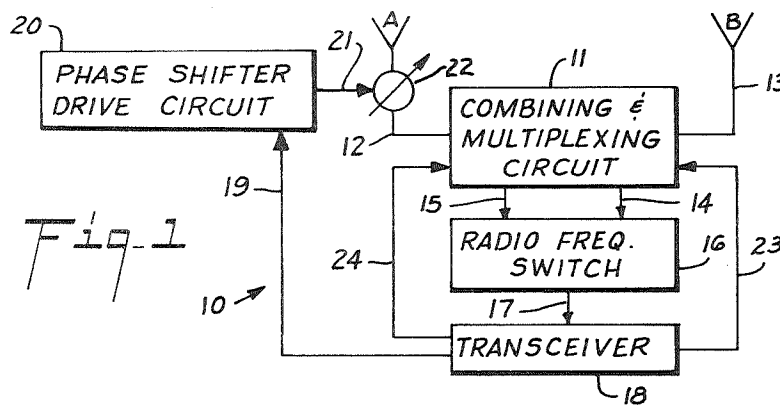 20
A
B
PHASE SHIFTER
DRIVE CIRCUIT
21
22
11
13
COMBINING &
MULTIPLEXING
CIRCUIT
12
19
15
14
Fig. 1
24
RADIO FREQ.
SWITCH
16
23
10
17
TRANSCEIVER
18